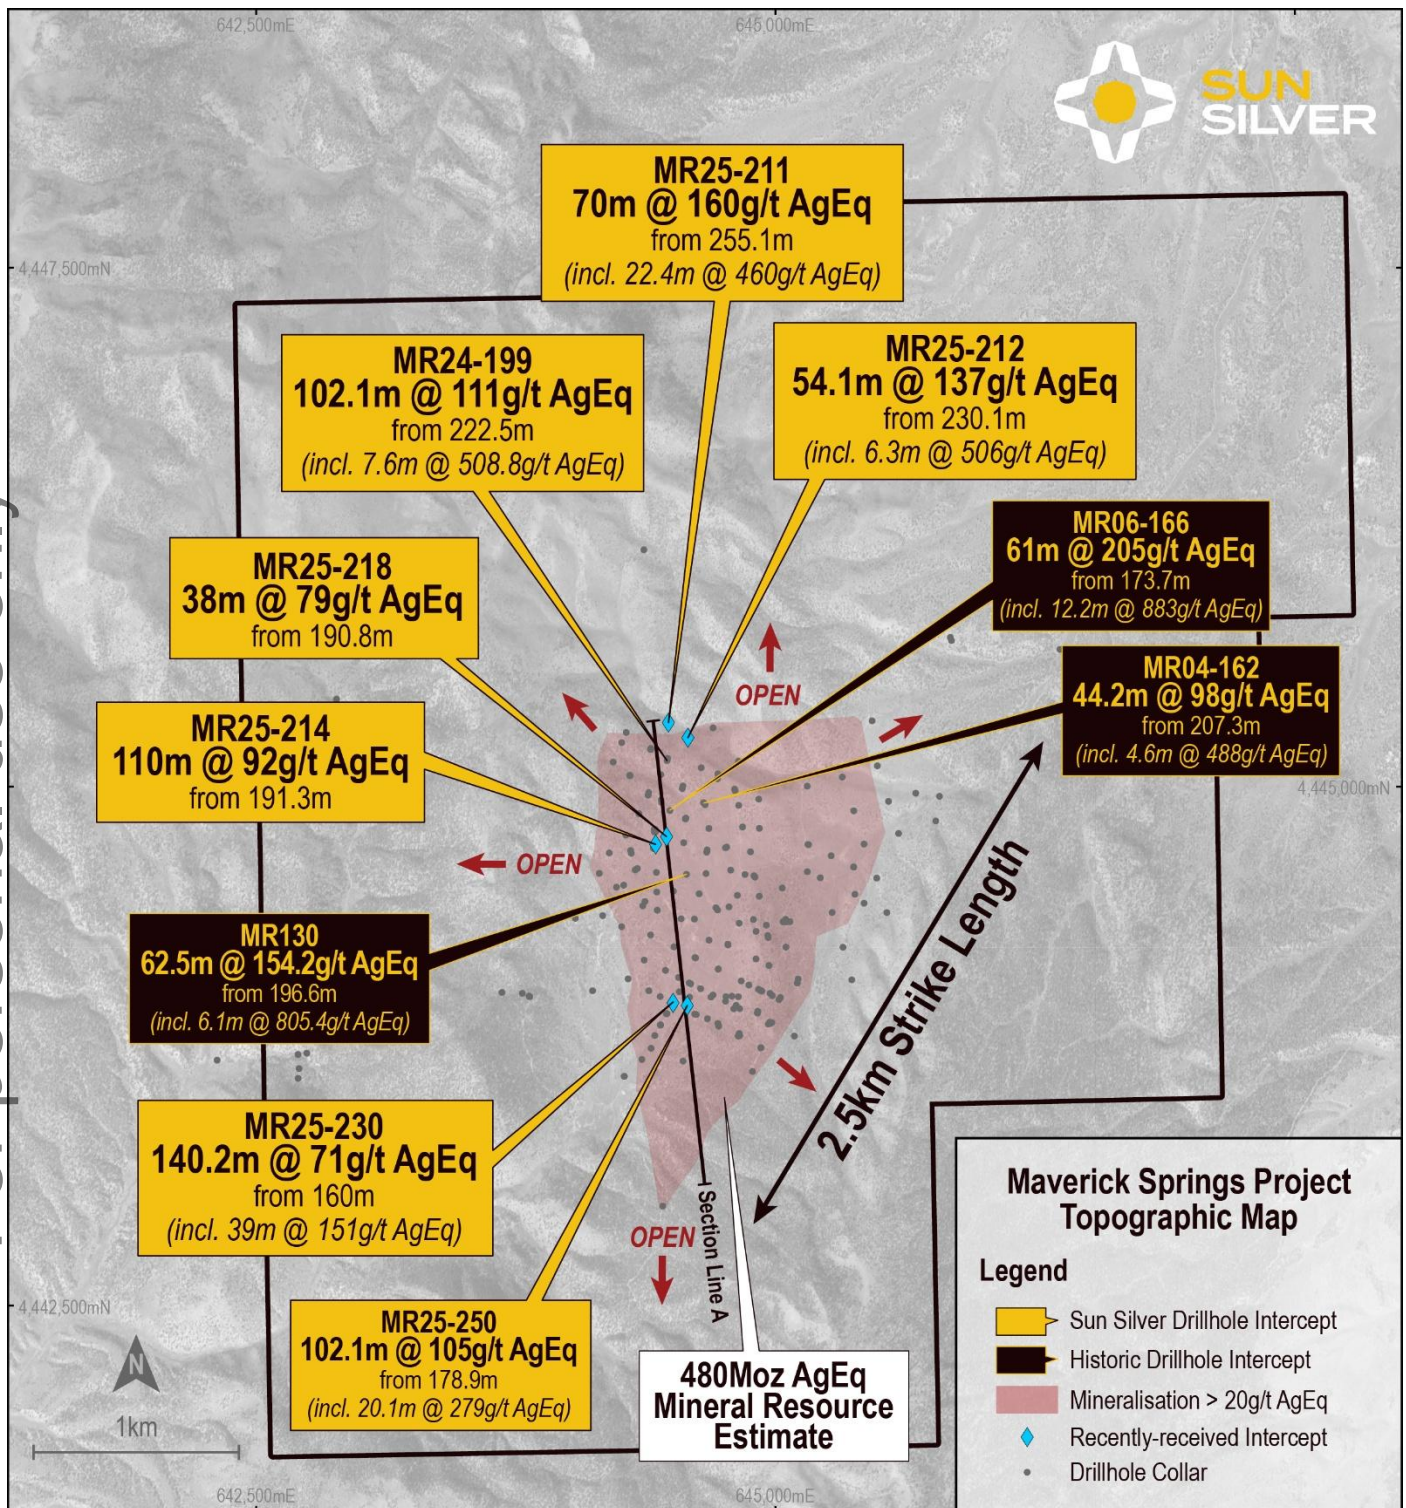 642,500mE
645,000mE
SUN
SILVER
MR25-211
70m @ 160g/t AgEq
from 255.1m
(incl. 22.4m @ 460g/t AgEq)
4,447,500mN
MR24-199
102.1m @ 111g/t AgEq
from 222.5m
(incl. 7.6m @ 508.8g/t AgEq)
MR25-212
54.1m @ 137g/t AgEq
from 230.1m
(incl. 6.3m @ 506g/t AgEq)
MR06-166
61m @ 205g/t AgEq
from 173.7m
(incl. 12.2m @ 883g/t AgEq)
MR25-218
38m @ 79g/t AgEq
from 190.8m
OPEN
MR04-162
44.2m @ 98g/t AgEq
from 207.3m
(incl. 4.6m @ 488g/t AgEq)
MR25-214
110m @ 92g/t AgEq
from 191.3m
4,445,000mN
OPEN
2.5km Strike Length
MR130
62.5m @ 154.2g/t AgEq
from 196.6m
(incl. 6.1m @ 805.4g/t AgEq)
MR25-230
140.2m @ 71g/t AgEq
from 160m
(incl. 39m @ 151g/t AgEq)
OPEN
Section Line A
MR25-250
102.1m @ 105g/t AgEq
from 178.9m
(incl. 20.1m @ 279g/t AgEq)
480Moz AgEq
Mineral Resource
Estimate
4,442,500mN
N
1km
642,500mE
645,000mE
Maverick Springs Project
Topographic Map
Legend
Sun Silver Drillhole Intercept
Historic Drillhole Intercept
Mineralisation > 20g/t AgEq
Recently-received Intercept
Drillhole Collar